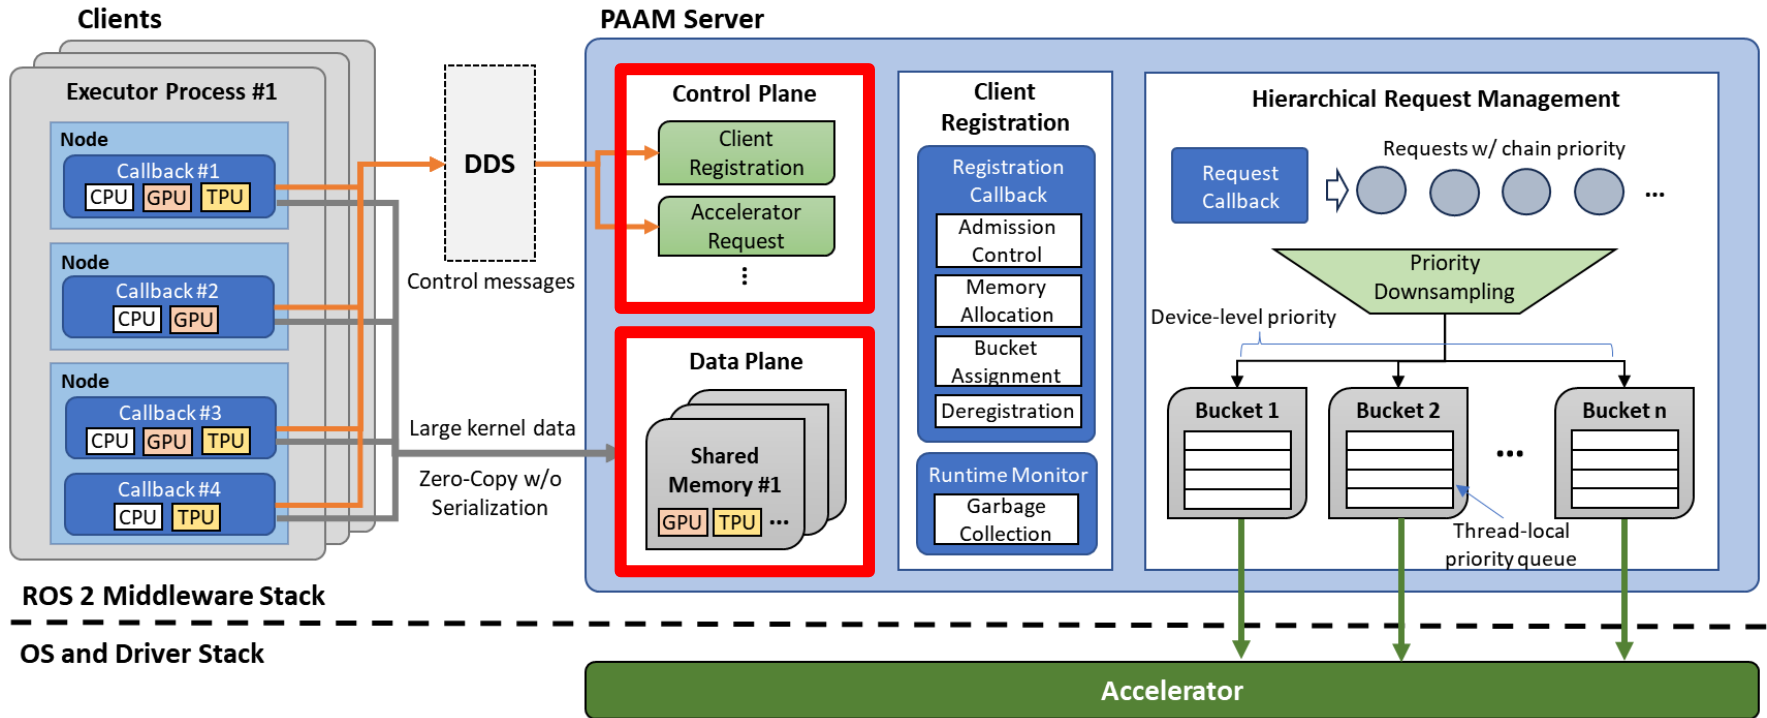 Clients
Executor Process #1
Node
Callback #1
CPU GPU TPU
Node
Callback #2
CPU GPU
Node
Callback #3
CPU GPU TPU
Callback #4
CPU TPU
DDS
Control messages
Large kernel data
Zero-Copy w/o
Serialization
PAAM Server
Control Plane
Client
Registration
Accelerator
Request
...
Data Plane
Shared
Memory #1
GPU TPU ...
Client
Registration
Registration
Callback
Admission
Control
Memory
Allocation
Bucket
Assignment
Deregistration
Runtime Monitor
Garbage
Collection
Hierarchical Request Management
Requests w/ chain priority
Request
Callback
...
Priority
Downsampling
Device-level priority
Bucket 1
Bucket 2
...
Bucket n
Thread-local
priority queue
ROS 2 Middleware Stack
OS and Driver Stack
Accelerator